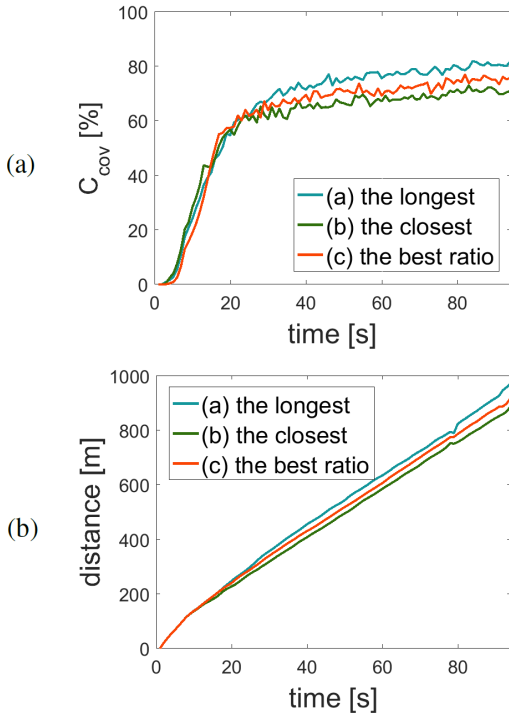 100
80
60
40
20
0
C_cov [%]
(a)
(a) the longest
(b) the closest
(c) the best ratio
0 20 40 60 80
time [s]
1000
800
600
400
200
0
distance [m]
(b)
(a) the longest
(b) the closest
(c) the best ratio
0 20 40 60 80
time [s]